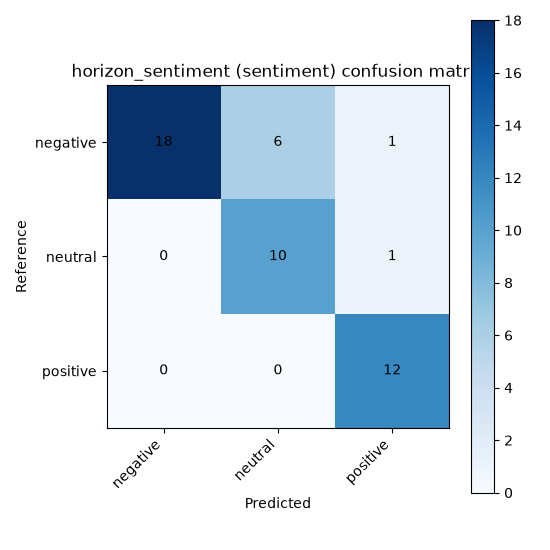 horizon_sentiment (sentiment) confusion matr
18
16
14
12
10
8
6
4
2
0
negative 18 6 1
neutral 0 10 1
positive 0 0 12
negative neutral positive
Reference
Predicted